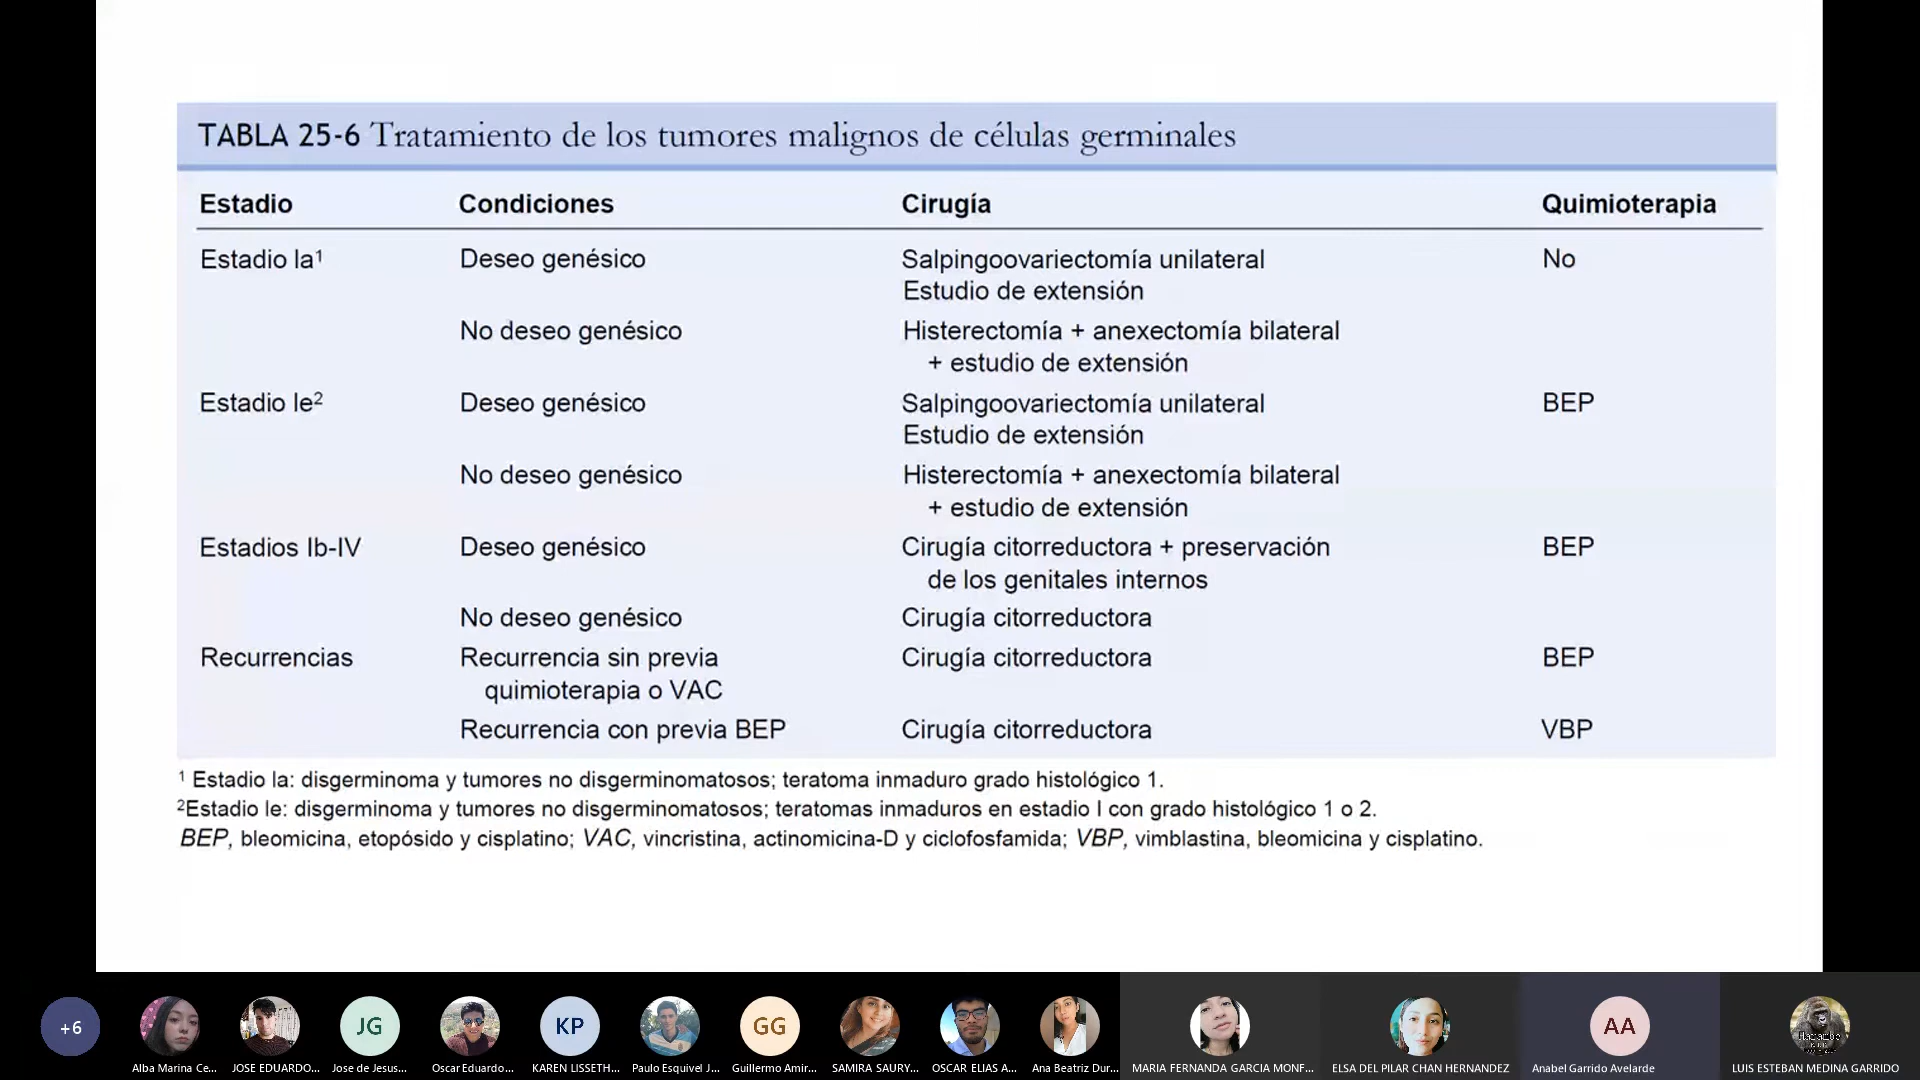 TABLA 25-6 Tratamiento de los tumores malignos de células germinales
Estadio Condiciones Cirugía Quimioterapia
Estadio Ia¹ Deseo genésico Salpingoovariectomía unilateral No
Estudio de extensión
No deseo genésico Histerectomía + anexectomía bilateral
+ estudio de extensión
Estadio Ie² Deseo genésico Salpingoovariectomía unilateral BEP
Estudio de extensión
No deseo genésico Histerectomía + anexectomía bilateral
+ estudio de extensión
Estadios Ib-IV Deseo genésico Cirugía citorreductora + preservación BEP
de los genitales internos
No deseo genésico Cirugía citorreductora
Recurrencias Recurrencia sin previa Cirugía citorreductora BEP
quimioterapia o VAC
Recurrencia con previa BEP Cirugía citorreductora VBP
¹ Estadio Ia: disgerminoma y tumores no disgerminomatosos; teratoma inmaduro grado histológico 1.
²Estadio Ie: disgerminoma y tumores no disgerminomatosos; teratomas inmaduros en estadio I con grado histológico 1 o 2.
BEP, bleomicina, etopósido y cisplatino; VAC, vincristina, actinomicina-D y ciclofosfamida; VBP, vimblastina, bleomicina y cisplatino.
+6 JG KP GG AA
Alba Marina Ce... JOSE EDUARDO... Jose de Jesus... Oscar Eduardo... KAREN LISSETH... Paulo Esquivel J... Guillermo Amir... SAMIRA SAURY... OSCAR ELIAS A... Ana Beatriz Dur... MARIA FERNANDA GARCIA MONF... ELSA DEL PILAR CHAN HERNANDEZ Anabel Garrido Avelarde LUIS ESTEBAN MEDINA GARRIDO